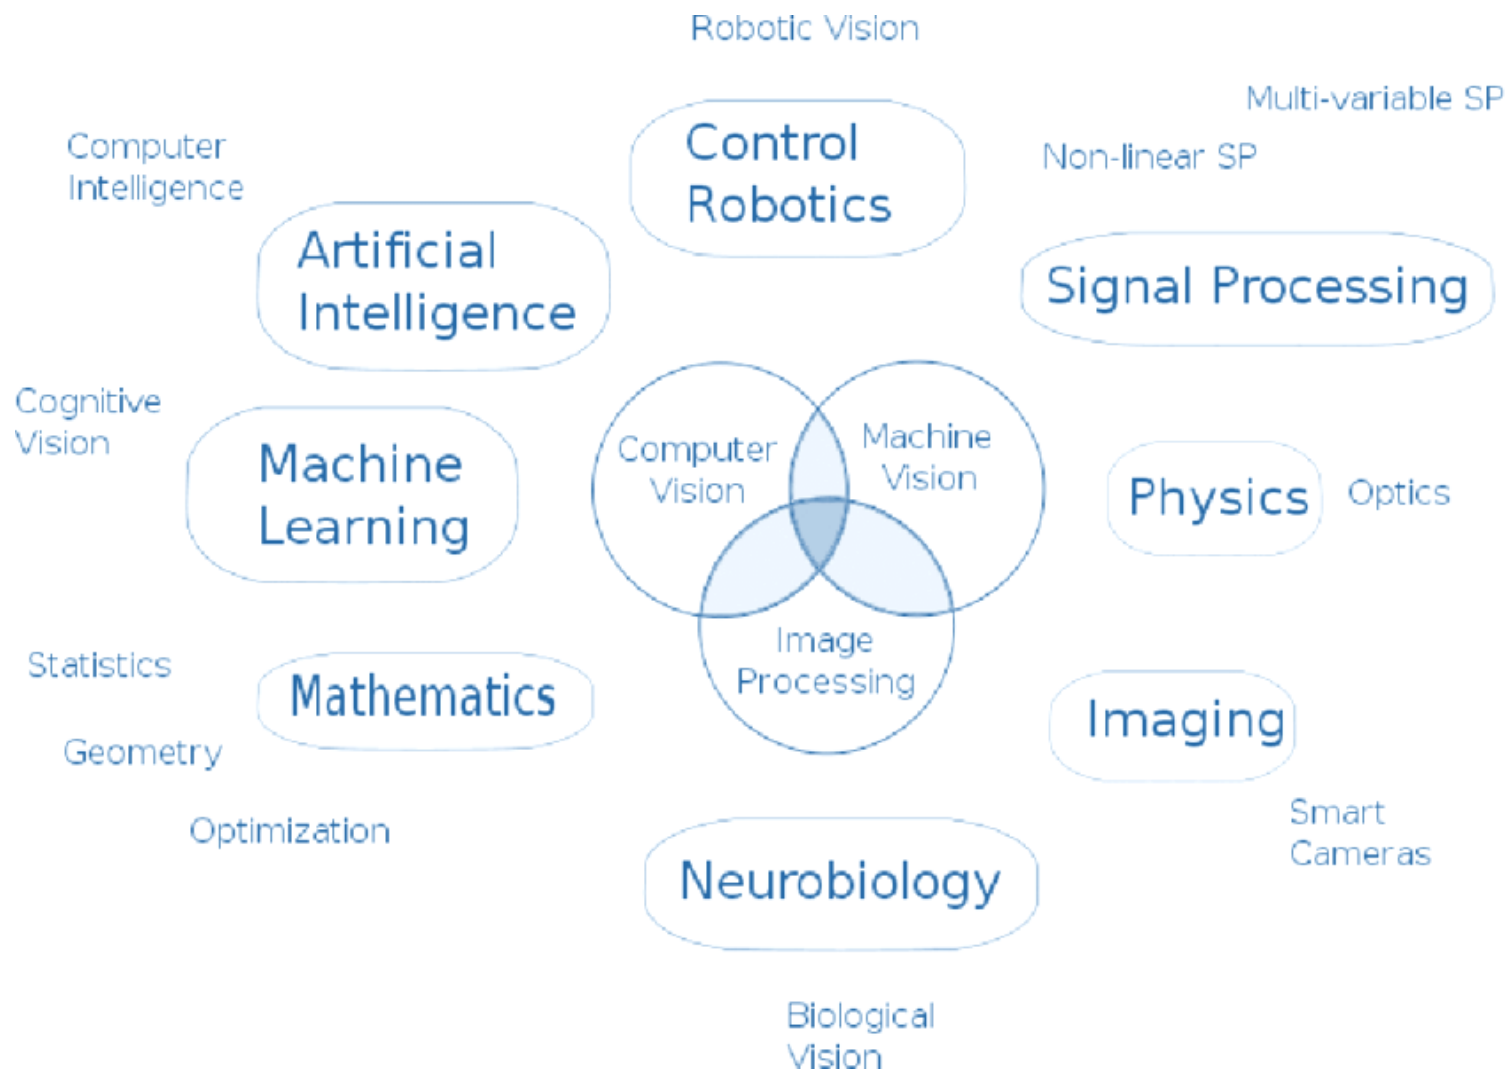 Robotic Vision
Multi-variable SP
Non-linear SP
Computer
Intelligence
Control
Robotics
Artificial
Intelligence
Signal Processing
Cognitive
Vision
Machine
Learning
Computer
Vision
Machine
Vision
Physics
Optics
Image
Processing
Statistics
Mathematics
Geometry
Optimization
Imaging
Smart
Cameras
Neurobiology
Biological
Vision